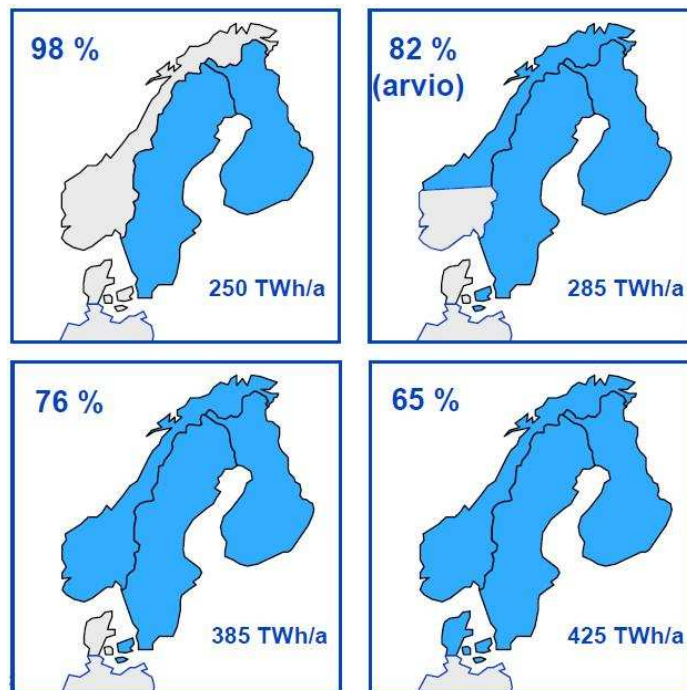 98 %
250 TWh/a
82 %
(arvio)
285 TWh/a
76 %
385 TWh/a
65 %
425 TWh/a